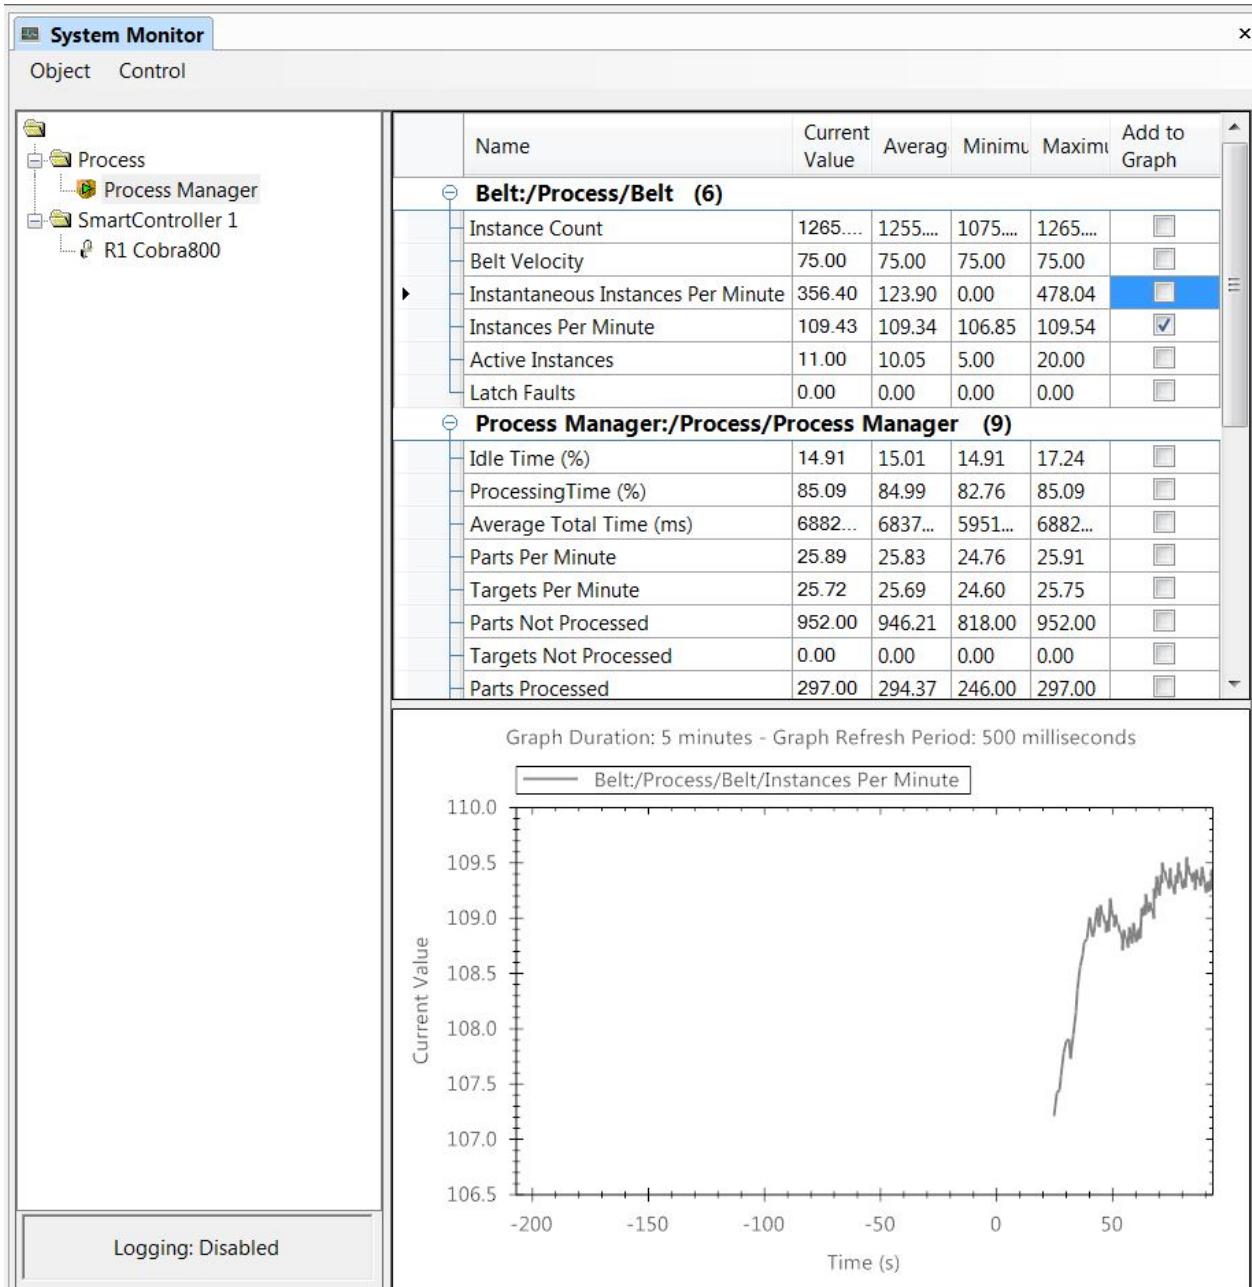 System Monitor
×
Object Control
Process
Process Manager
SmartController 1
R1 Cobra800
Logging: Disabled
Name Current Value Averag Minimu Maximu Add to Graph
Belt:/Process/Belt (6)
Instance Count 1265.... 1255.... 1075.... 1265....
Belt Velocity 75.00 75.00 75.00 75.00
Instantaneous Instances Per Minute 356.40 123.90 0.00 478.04
Instances Per Minute 109.43 109.34 106.85 109.54
Active Instances 11.00 10.05 5.00 20.00
Latch Faults 0.00 0.00 0.00 0.00
Process Manager:/Process/Process Manager (9)
Idle Time (%) 14.91 15.01 14.91 17.24
ProcessingTime (%) 85.09 84.99 82.76 85.09
Average Total Time (ms) 6882... 6837... 5951... 6882...
Parts Per Minute 25.89 25.83 24.76 25.91
Targets Per Minute 25.72 25.69 24.60 25.75
Parts Not Processed 952.00 946.21 818.00 952.00
Targets Not Processed 0.00 0.00 0.00 0.00
Parts Processed 297.00 294.37 246.00 297.00
Graph Duration: 5 minutes - Graph Refresh Period: 500 milliseconds
Belt:/Process/Belt/Instances Per Minute
110.0
109.5
109.0
108.5
108.0
107.5
107.0
106.5
Current Value
-200 -150 -100 -50 0 50
Time (s)